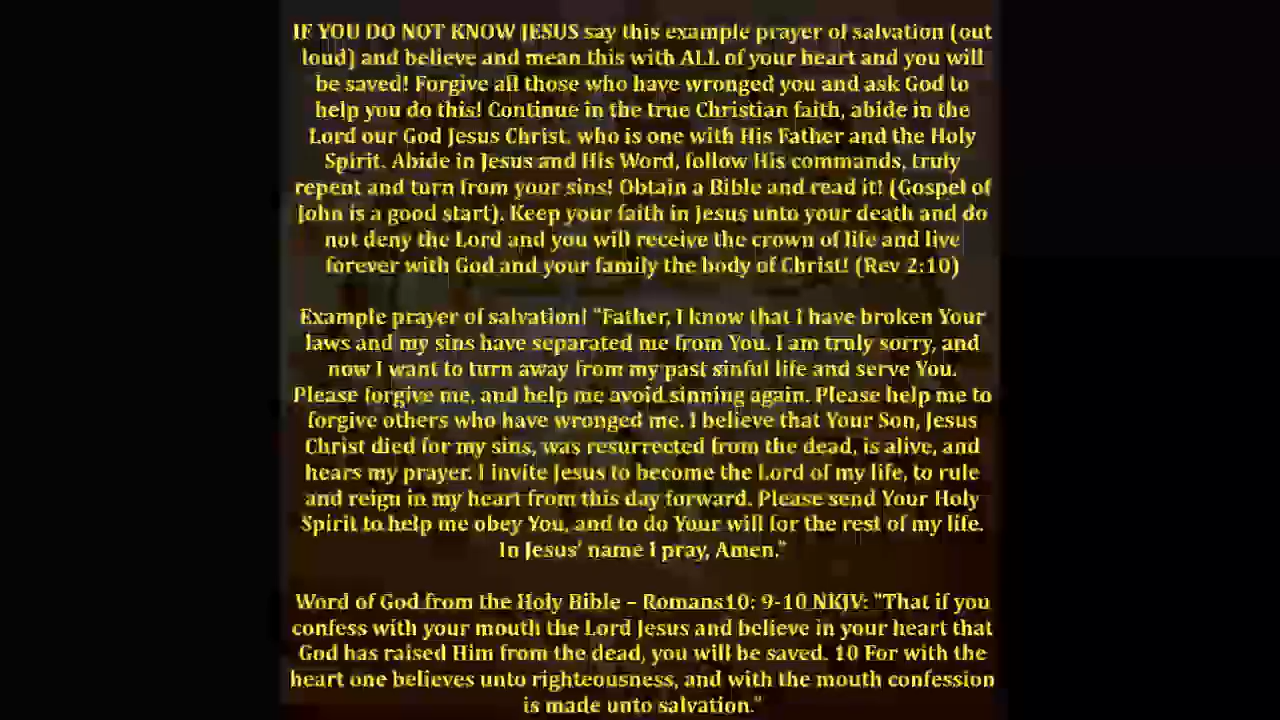 IF YOU DO NOT KNOW JESUS say this example prayer of salvation (out
loud) and believe and mean this with ALL of your heart and you will
be saved! Forgive all those who have wronged you and ask God to
help you do this! Continue in the true Christian faith, abide in the
Lord our God Jesus Christ, who is one with His Father and the Holy
Spirit. Abide in Jesus and His Word, follow His commands, truly
repent and turn from your sins! Obtain a Bible and read it! (Gospel of
John is a good start). Keep your faith in Jesus unto your death and do
not deny the Lord and you will receive the crown of life and live
forever with God and your family the body of Christ! (Rev 2:10)
Example prayer of salvation! "Father, I know that I have broken Your
laws and my sins have separated me from You. I am truly sorry, and
now I want to turn away from my past sinful life and serve You.
Please forgive me, and help me avoid sinning again. Please help me to
forgive others who have wronged me. I believe that Your Son, Jesus
Christ died for my sins, was resurrected from the dead, is alive, and
hears my prayer. I invite Jesus to become the Lord of my life, to rule
and reign in my heart from this day forward. Please send Your Holy
Spirit to help me obey You, and to do Your will for the rest of my life.
In Jesus' name I pray, Amen."
Word of God from the Holy Bible – Romans10: 9-10 NKJV: "That if you
confess with your mouth the Lord Jesus and believe in your heart that
God has raised Him from the dead, you will be saved. 10 For with the
heart one believes unto righteousness, and with the mouth confession
is made unto salvation."